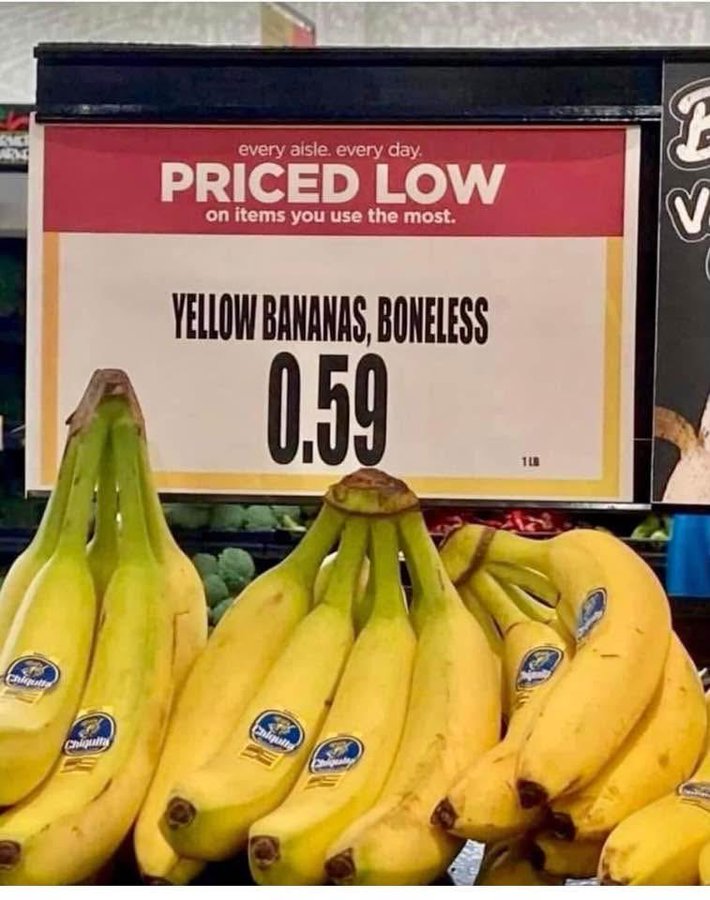 every aisle. every day.
PRICED LOW
on items you use the most.
YELLOW BANANAS, BONELESS
0.59
1 LB
Chiquita
Chiquita
Chiquita
Chiquita
Chiquita